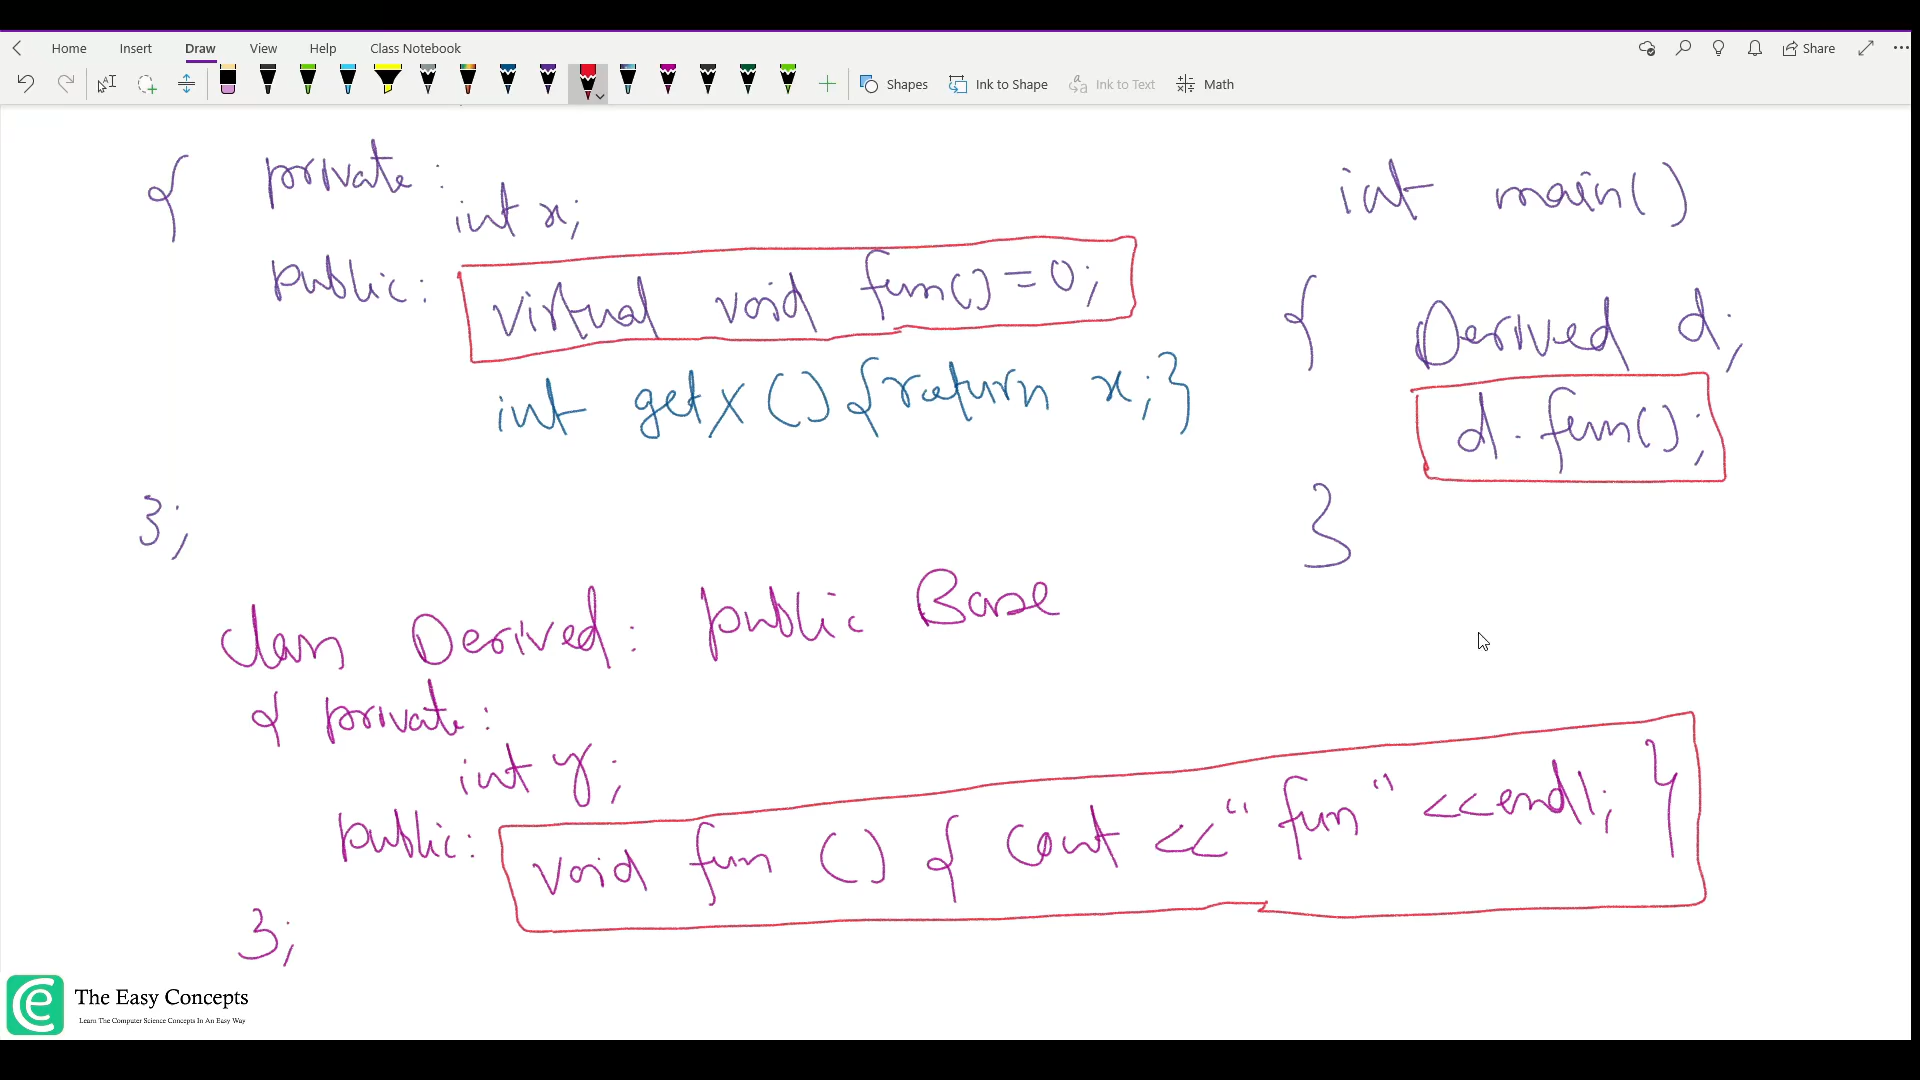 Home Insert Draw View Help Class Notebook Share
Shapes Ink to Shape Ink to Text Math
{ private:
int x;
public: virtual void fun() = 0;
int getX() { return x; }
};
class Derived: public Base
{ private:
int y;
public: void fun () { cout << "fun" << endl; }
};
int main()
{
Derived d;
d.fun();
}
The Easy Concepts
Learn The Computer Science Concepts In An Easy Way